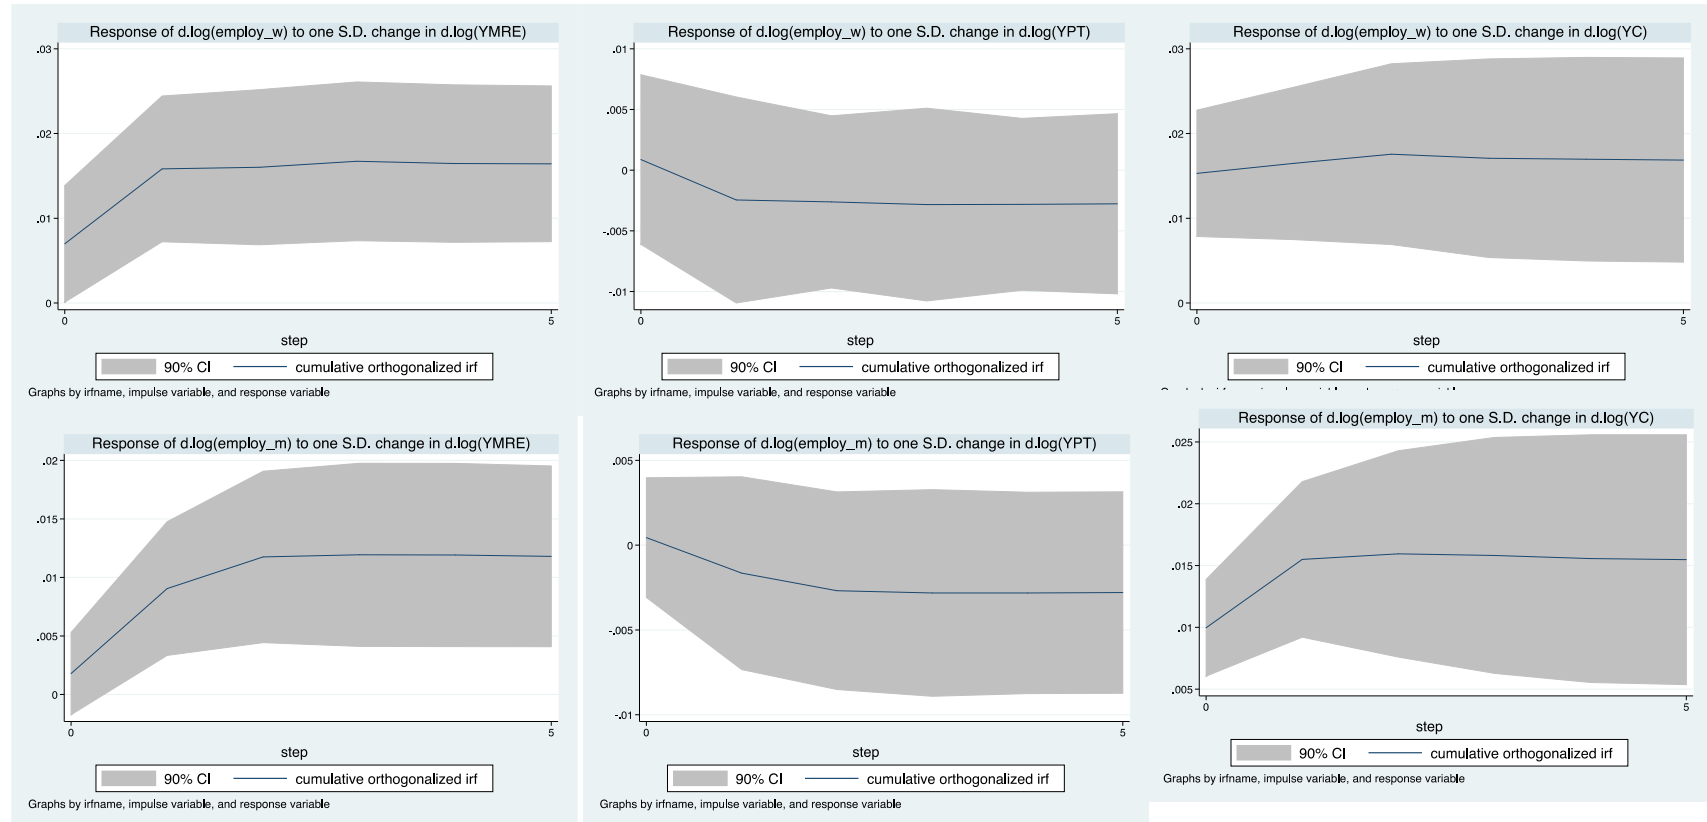 Response of d.log(employ_w) to one S.D. change in d.log(YMRE)
.03
.02
.01
0
0
5
step
90% CI
cumulative orthogonalized irf
Graphs by irfname, impulse variable, and response variable
Response of d.log(employ_w) to one S.D. change in d.log(YPT)
.01
.005
0
-.005
-.01
0
5
step
90% CI
cumulative orthogonalized irf
Graphs by irfname, impulse variable, and response variable
Response of d.log(employ_w) to one S.D. change in d.log(YC)
.03
.02
.01
0
0
5
step
90% CI
cumulative orthogonalized irf
Response of d.log(employ_m) to one S.D. change in d.log(YMRE)
.02
.015
.01
.005
0
0
5
step
90% CI
cumulative orthogonalized irf
Graphs by irfname, impulse variable, and response variable
Response of d.log(employ_m) to one S.D. change in d.log(YPT)
.005
0
-.005
-.01
0
5
step
90% CI
cumulative orthogonalized irf
Graphs by irfname, impulse variable, and response variable
Response of d.log(employ_m) to one S.D. change in d.log(YC)
.025
.02
.015
.01
.005
0
5
step
90% CI
cumulative orthogonalized irf
Graphs by irfname, impulse variable, and response variable